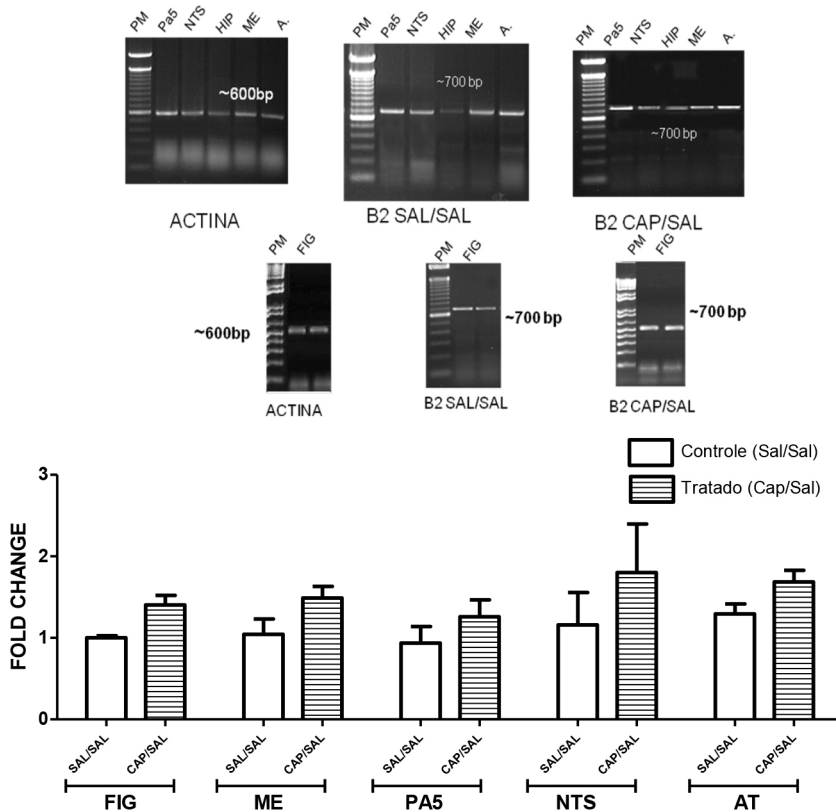 PM Pa5 NTS HIP ME A.
~600bp
ACTINA
PM Pa5 NTS HIP ME A.
~700 bp
B2 SAL/SAL
PM Pa5 NTS HIP ME A.
~700 bp
B2 CAP/SAL
PM FIG
~600bp
ACTINA
PM FIG
~700 bp
B2 SAL/SAL
PM FIG
~700 bp
B2 CAP/SAL
Controle (Sal/Sal)
Tratado (Cap/Sal)
FOLD CHANGE
3
2
1
0
SAL/SAL CAP/SAL SAL/SAL CAP/SAL SAL/SAL CAP/SAL SAL/SAL CAP/SAL SAL/SAL CAP/SAL
FIG ME PA5 NTS AT